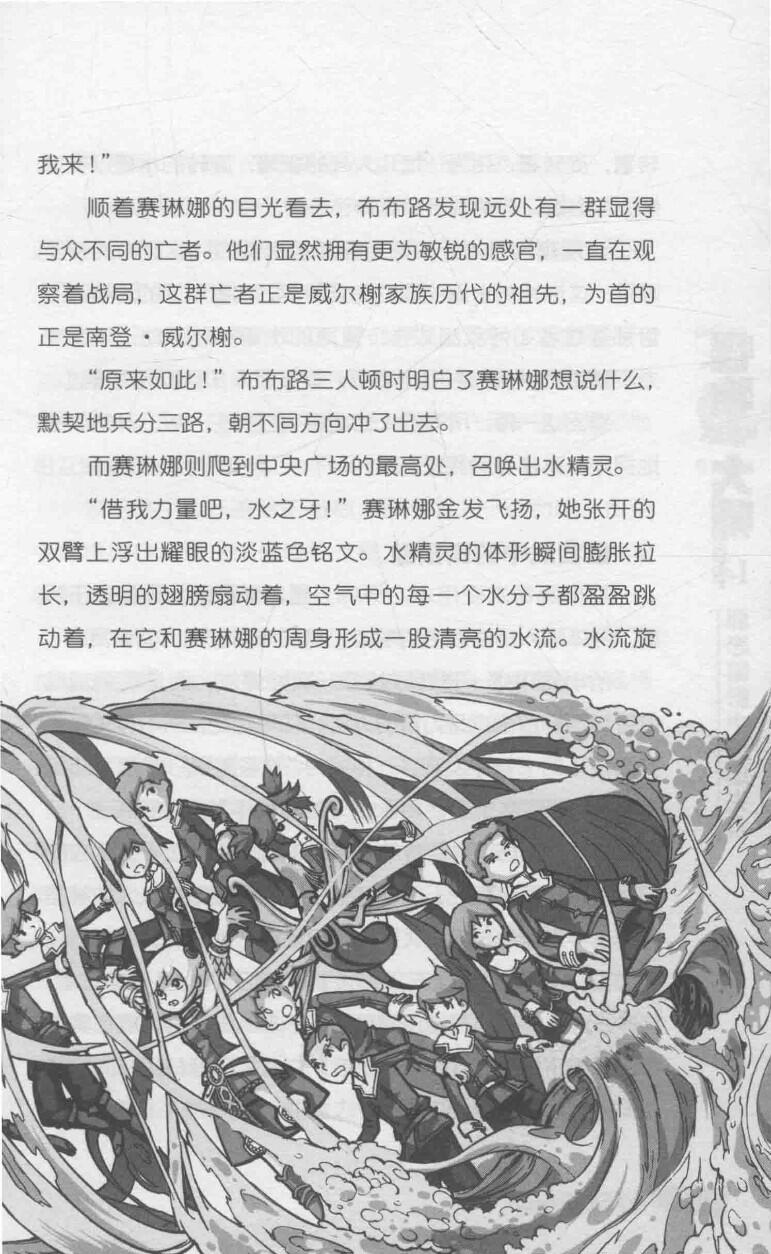 我来！”
顺着赛琳娜的目光看去，布布路发现远处有一群显得
与众不同的亡者。他们显然拥有更为敏锐的感官，一直在观
察着战局，这群亡者正是威尔榭家族历代的祖先，为首的
正是南登·威尔榭。
“原来如此！”布布路三人顿时明白了赛琳娜想说什么，
默契地兵分三路，朝不同方向冲了出去。
而赛琳娜则爬到中央广场的最高处，召唤出水精灵。
“借我力量吧，水之牙！”赛琳娜金发飞扬，她张开的
双臂上浮出耀眼的淡蓝色铭文。水精灵的体形瞬间膨胀拉
长，透明的翅膀扇动着，空气中的每一个水分子都盈盈跳
动着，在它和赛琳娜的周身形成一股清亮的水流。水流旋